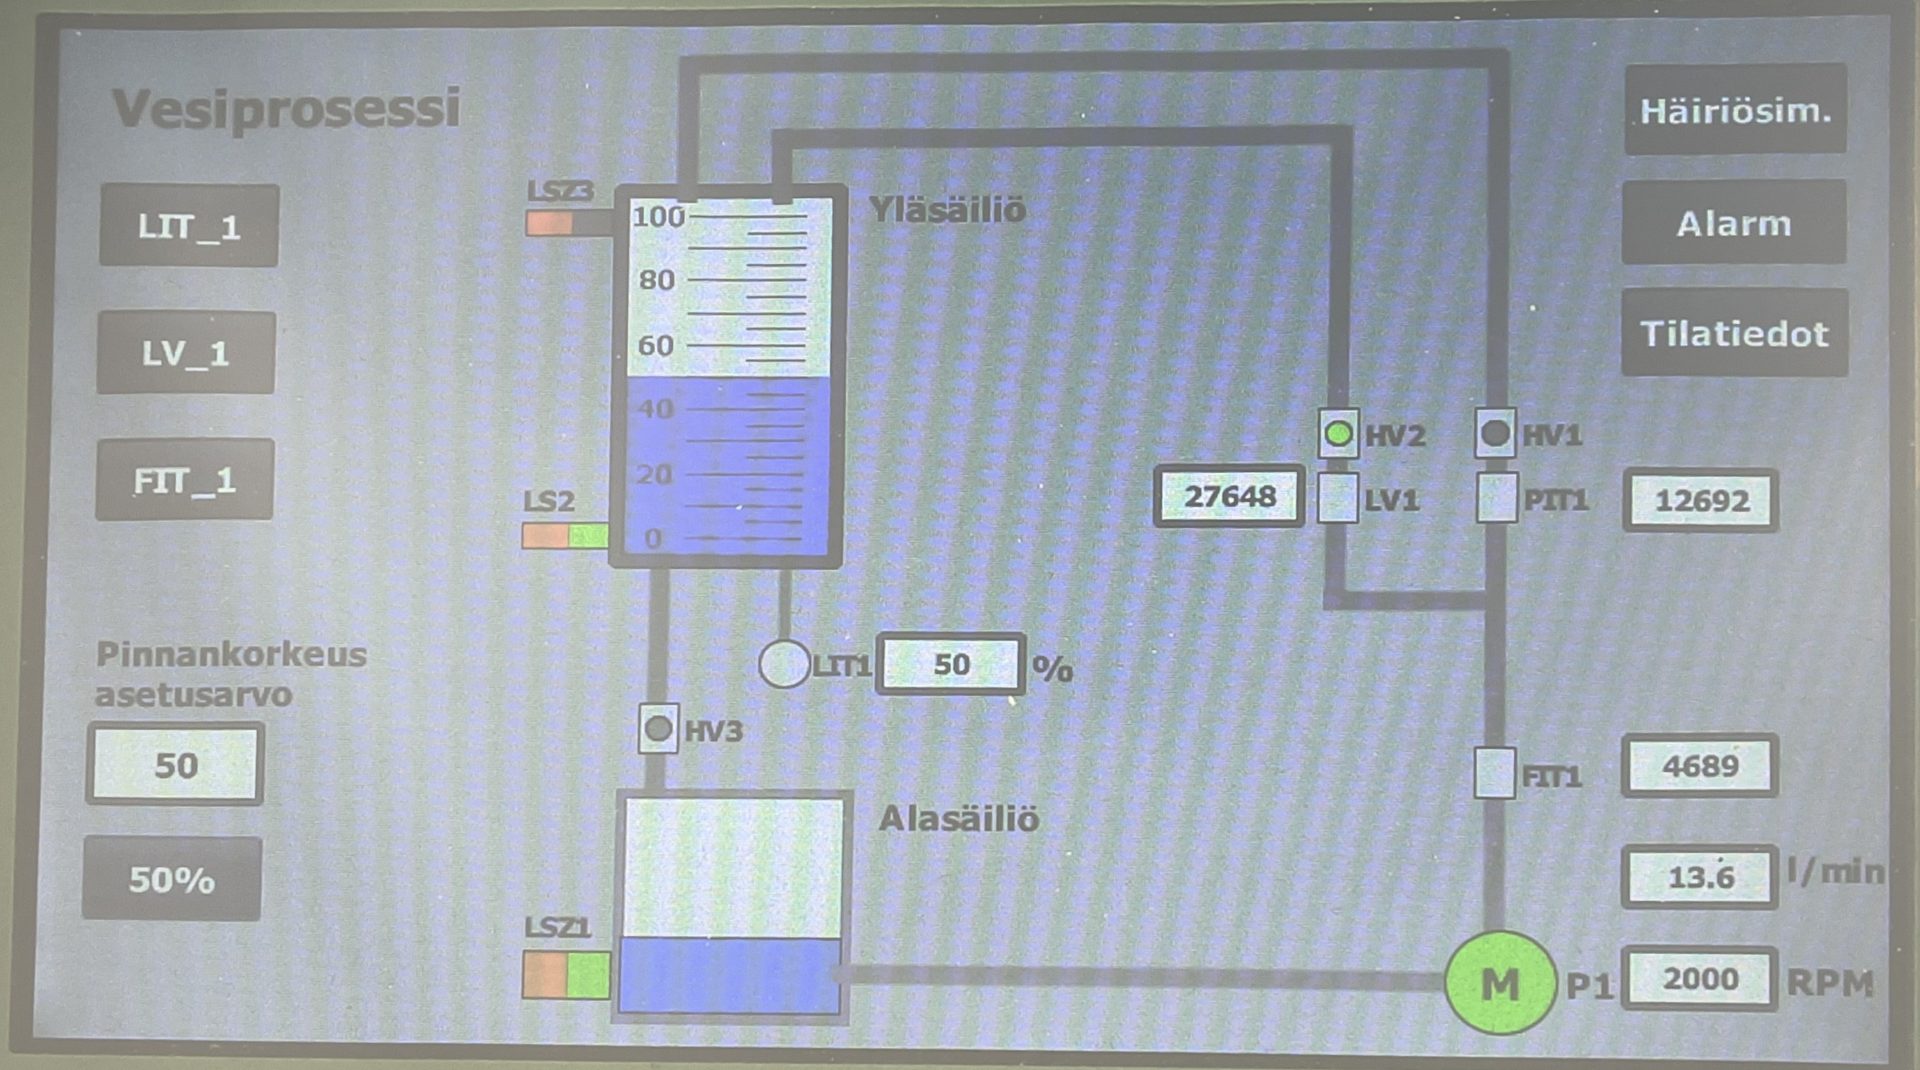 Vesiprosessi
LIT_1
LV_1
FIT_1
Pinnankorkeus
asetusarvo
50
50%
LSZ3
100
80
60
40
20
0
Yläsäiliö
LS2
LIT1
50
%
HV3
Alasäiliö
LSZ1
Häiriösim.
Alarm
Tilatiedot
HV2
HV1
27648
LV1
PIT1
12692
FIT1
4689
13.6
l/min
M
P1
2000
RPM